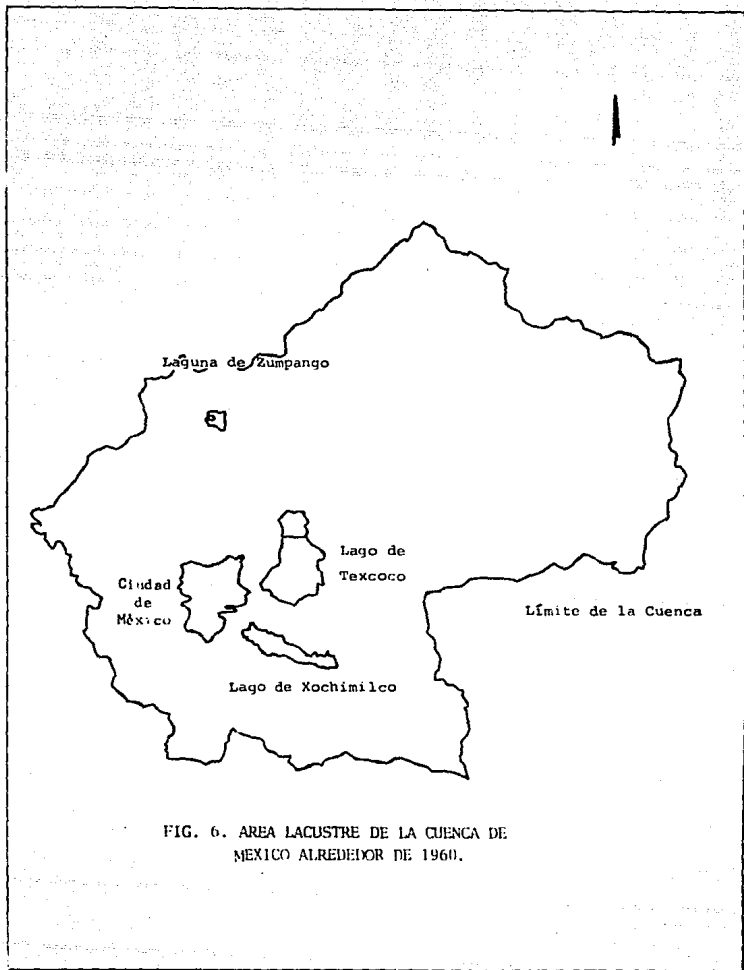 Laguna de Zumpango
Lago de
Texcoco
Ciudad
de
México
Límite de la Cuenca
Lago de Xochimilco
FIG. 6. AREA LACUSTRE DE LA CUENCA DE
MEXICO ALREDEDOR DE 1960.